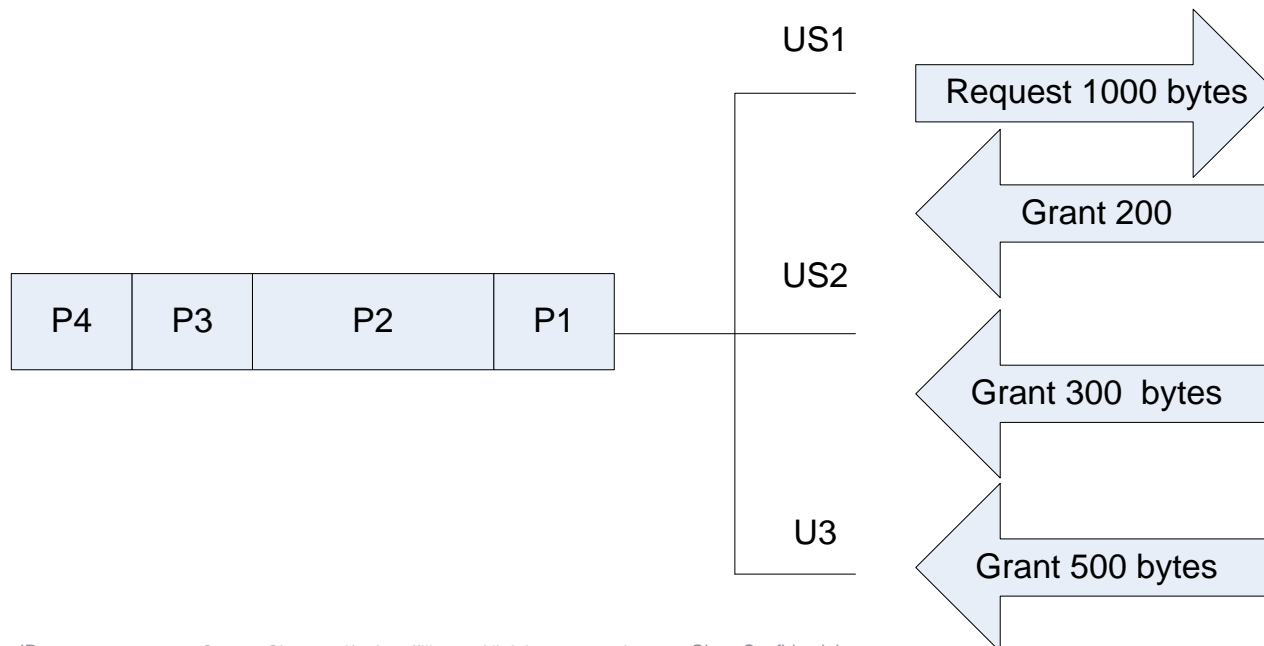 US1
Request 1000 bytes
Grant 200
US2
P4 P3 P2 P1
Grant 300 bytes
U3
Grant 500 bytes